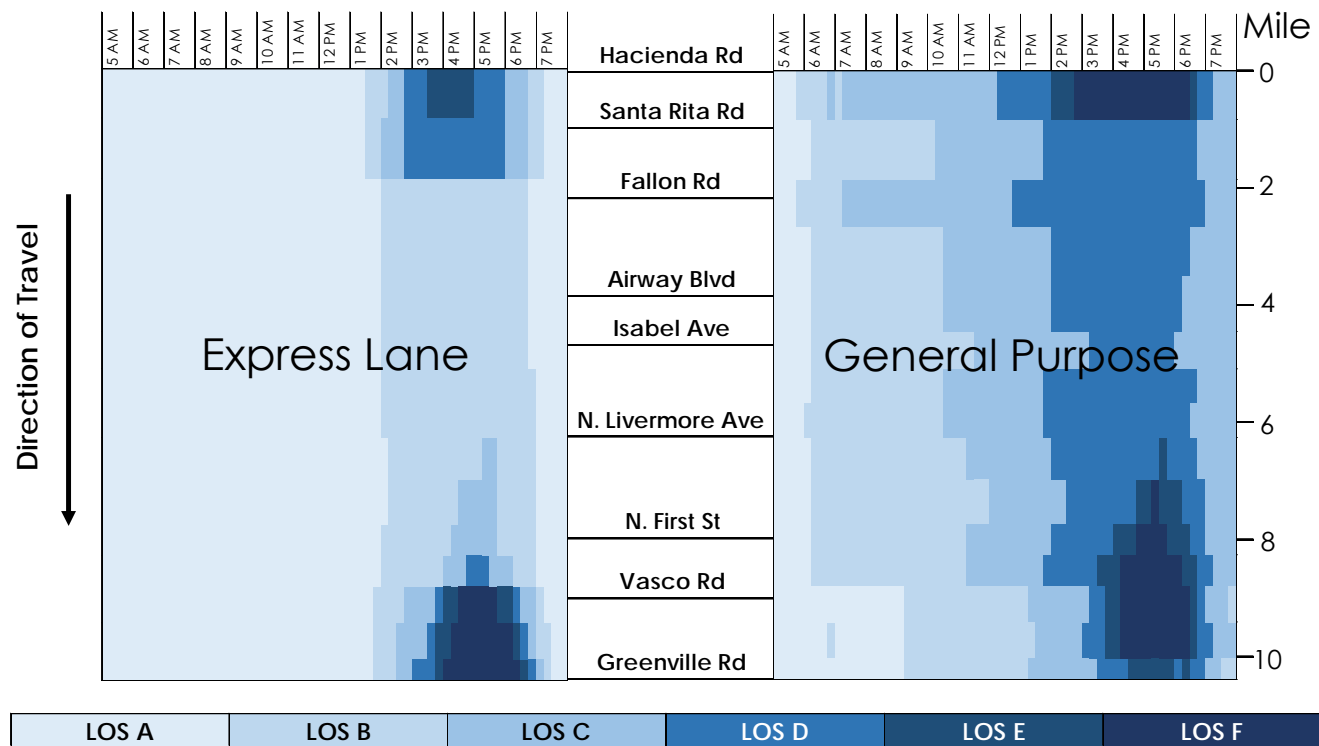 5 AM 6 AM 7 AM 8 AM 9 AM 10 AM 11 AM 12 PM 1 PM 2 PM 3 PM 4 PM 5 PM 6 PM 7 PM
5 AM 6 AM 7 AM 8 AM 9 AM 10 AM 11 AM 12 PM 1 PM 2 PM 3 PM 4 PM 5 PM 6 PM 7 PM
Mile
Hacienda Rd
Santa Rita Rd
Fallon Rd
Airway Blvd
Isabel Ave
N. Livermore Ave
N. First St
Vasco Rd
Greenville Rd
0
2
4
6
8
10
Direction of Travel
Express Lane
General Purpose
LOS A LOS B LOS C LOS D LOS E LOS F